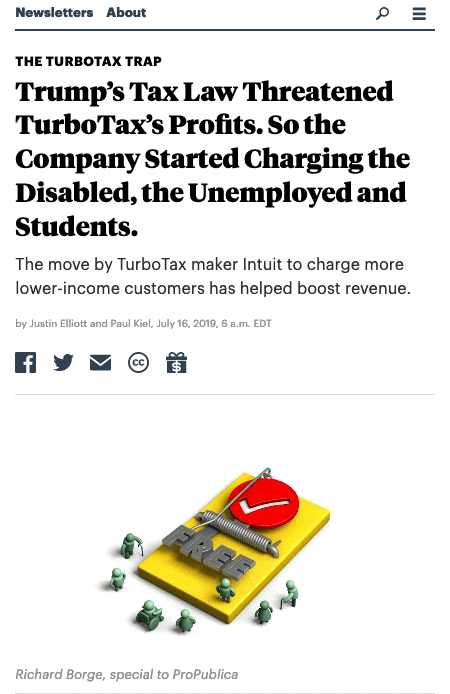 Newsletters About
THE TURBOTAX TRAP
Trump’s Tax Law Threatened
TurboTax’s Profits. So the
Company Started Charging the
Disabled, the Unemployed and
Students.
The move by TurboTax maker Intuit to charge more
lower-income customers has helped boost revenue.
by Justin Elliott and Paul Kiel, July 16, 2019, 6 a.m. EDT
cc
$
FREE
Richard Borge, special to ProPublica